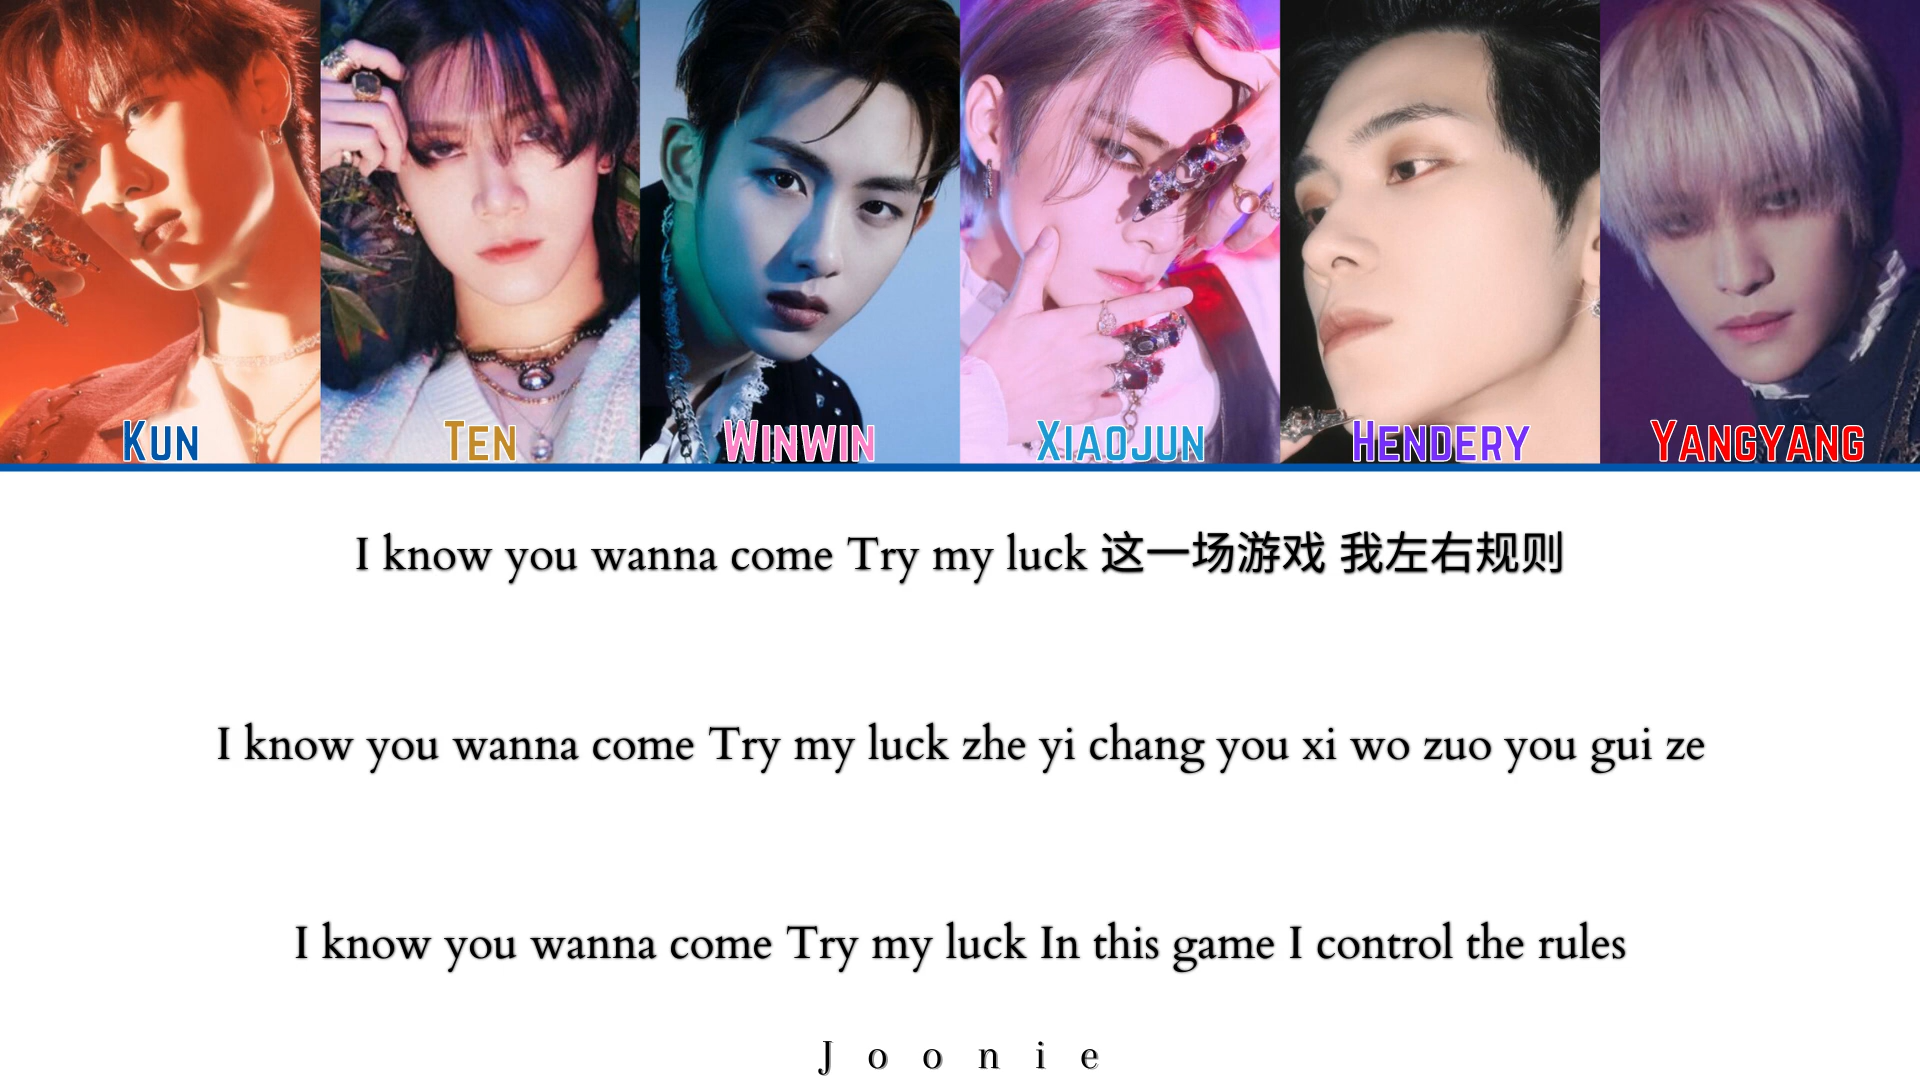 Kun Ten Winwin Xiaojun Hendery Yangyang
I know you wanna come Try my luck 这一场游戏 我左右规则
I know you wanna come Try my luck zhe yi chang you xi wo zuo you gui ze
I know you wanna come Try my luck In this game I control the rules
Joonie